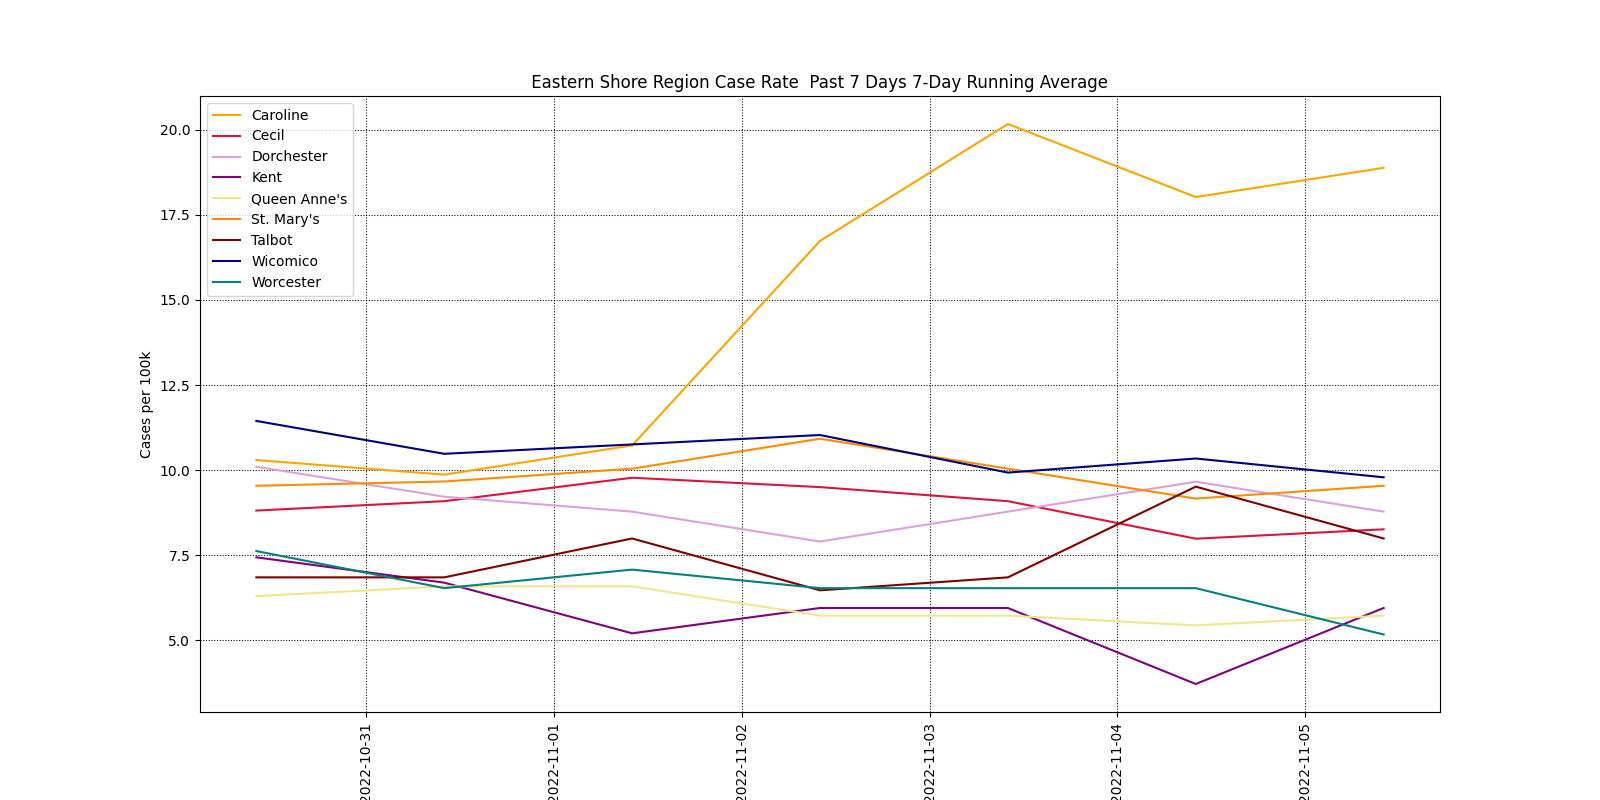 Eastern Shore Region Case Rate  Past 7 Days 7-Day Running Average
Caroline
Cecil
Dorchester
Kent
Queen Anne's
St. Mary's
Talbot
Wicomico
Worcester
20.0
17.5
15.0
12.5
10.0
7.5
5.0
Cases per 100k
2022-10-31
2022-11-01
2022-11-02
2022-11-03
2022-11-04
2022-11-05